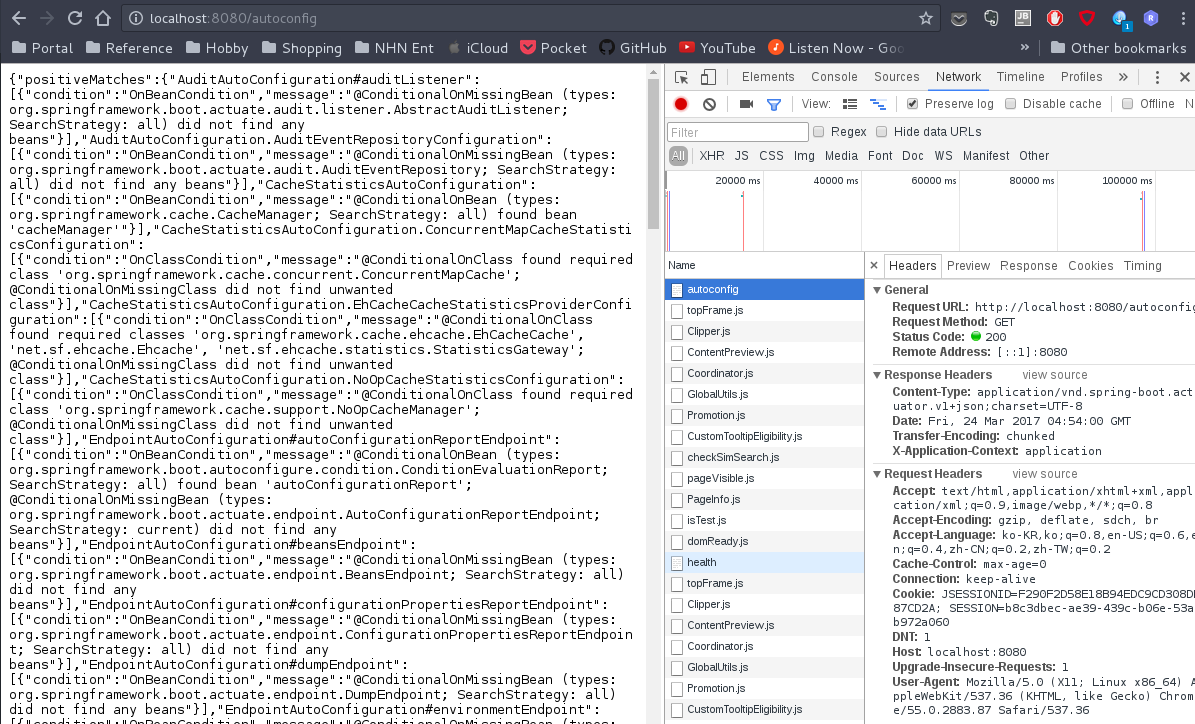 localhost:8080/autoconfig
Portal Reference Hobby Shopping NHN Ent iCloud Pocket GitHub YouTube Listen Now - Goo » Other bookmarks
{"positiveMatches":{"AuditAutoConfiguration#auditListener":
[{"condition":"OnBeanCondition","message":"@ConditionalOnMissingBean (types:
org.springframework.boot.actuate.audit.listener.AbstractAuditListener;
SearchStrategy: all) did not find any
beans"}],"AuditAutoConfiguration.AuditEventRepositoryConfiguration":
[{"condition":"OnBeanCondition","message":"@ConditionalOnMissingBean (types:
org.springframework.boot.actuate.audit.AuditEventRepository; SearchStrategy:
all) did not find any beans"}],"CacheStatisticsAutoConfiguration":
[{"condition":"OnBeanCondition","message":"@ConditionalOnBean (types:
org.springframework.cache.CacheManager; SearchStrategy: all) found bean
'cacheManager'"}],"CacheStatisticsAutoConfiguration.ConcurrentMapCacheStatisti
csConfiguration":
[{"condition":"OnClassCondition","message":"@ConditionalOnClass found required
class 'org.springframework.cache.concurrent.ConcurrentMapCache';
@ConditionalOnMissingClass did not find unwanted
class"}],"CacheStatisticsAutoConfiguration.EhCacheCacheStatisticsProviderConfi
guration":[{"condition":"OnClassCondition","message":"@ConditionalOnClass
found required classes 'org.springframework.cache.ehcache.EhCacheCache',
'net.sf.ehcache.Ehcache', 'net.sf.ehcache.statistics.StatisticsGateway';
@ConditionalOnMissingClass did not find unwanted
class"}],"CacheStatisticsAutoConfiguration.NoOpCacheStatisticsConfiguration":
[{"condition":"OnClassCondition","message":"@ConditionalOnClass found required
class 'org.springframework.cache.support.NoOpCacheManager';
@ConditionalOnMissingClass did not find unwanted
class"}],"EndpointAutoConfiguration#autoConfigurationReportEndpoint":
[{"condition":"OnBeanCondition","message":"@ConditionalOnBean (types:
org.springframework.boot.autoconfigure.condition.ConditionEvaluationReport;
SearchStrategy: all) found bean 'autoConfigurationReport';
@ConditionalOnMissingBean (types:
org.springframework.boot.actuate.endpoint.AutoConfigurationReportEndpoint;
SearchStrategy: current) did not find any
beans"}],"EndpointAutoConfiguration#beansEndpoint":
[{"condition":"OnBeanCondition","message":"@ConditionalOnMissingBean (types:
org.springframework.boot.actuate.endpoint.BeansEndpoint; SearchStrategy: all)
did not find any
beans"}],"EndpointAutoConfiguration#configurationPropertiesReportEndpoint":
[{"condition":"OnBeanCondition","message":"@ConditionalOnMissingBean (types:
org.springframework.boot.actuate.endpoint.ConfigurationPropertiesReportEndpoin
t; SearchStrategy: all) did not find any
beans"}],"EndpointAutoConfiguration#dumpEndpoint":
[{"condition":"OnBeanCondition","message":"@ConditionalOnMissingBean (types:
org.springframework.boot.actuate.endpoint.DumpEndpoint; SearchStrategy: all)
did not find any beans"}],"EndpointAutoConfiguration#environmentEndpoint":
[{"condition":"OnBeanCondition","message":"@ConditionalOnMissingBean (types:
Elements Console Sources Network Timeline Profiles »
View: Preserve log Disable cache Offline N
Filter Regex Hide data URLs
All XHR JS CSS Img Media Font Doc WS Manifest Other
20000 ms 40000 ms 60000 ms 80000 ms 100000 ms
Name
autoconfig
topFrame.js
Clipper.js
ContentPreview.js
Coordinator.js
GlobalUtils.js
Promotion.js
CustomTooltipEligibility.js
checkSimSearch.js
pageVisible.js
PageInfo.js
isTest.js
domReady.js
health
topFrame.js
Clipper.js
ContentPreview.js
Coordinator.js
GlobalUtils.js
Promotion.js
CustomTooltipEligibility.js
Headers Preview Response Cookies Timing
General
Request URL: http://localhost:8080/autoconfig
Request Method: GET
Status Code: 200
Remote Address: [::1]:8080
Response Headers view source
Content-Type: application/vnd.spring-boot.act
uator.v1+json;charset=UTF-8
Date: Fri, 24 Mar 2017 04:54:00 GMT
Transfer-Encoding: chunked
X-Application-Context: application
Request Headers view source
Accept: text/html,application/xhtml+xml,appl
ication/xml;q=0.9,image/webp,*/*;q=0.8
Accept-Encoding: gzip, deflate, sdch, br
Accept-Language: ko-KR,ko;q=0.8,en-US;q=0.6,e
n;q=0.4,zh-CN;q=0.2,zh-TW;q=0.2
Cache-Control: max-age=0
Connection: keep-alive
Cookie: JSESSIONID=F290F2D58E18B94EDC9CD308DE
87CD2A; SESSION=b8c3dbec-ae39-439c-b06e-53a
b972a060
DNT: 1
Host: localhost:8080
Upgrade-Insecure-Requests: 1
User-Agent: Mozilla/5.0 (X11; Linux x86_64) A
ppleWebKit/537.36 (KHTML, like Gecko) Chrom
e/55.0.2883.87 Safari/537.36